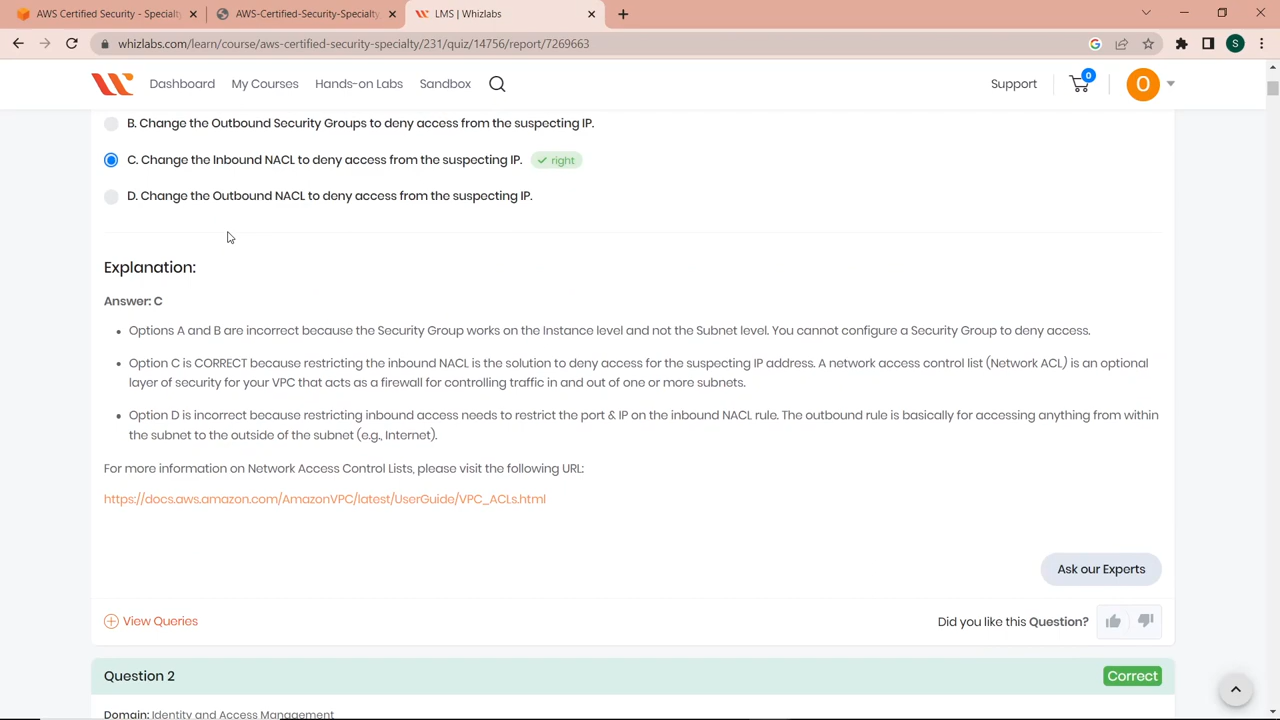 AWS Certified Security - Specialty
AWS-Certified-Security-Specialty
LMS | Whizlabs
whizlabs.com/learn/course/aws-certified-security-specialty/231/quiz/14756/report/7269663
S
Dashboard
My Courses
Hands-on Labs
Sandbox
Support
0
O
B. Change the Outbound Security Groups to deny access from the suspecting IP.
C. Change the Inbound NACL to deny access from the suspecting IP.
right
D. Change the Outbound NACL to deny access from the suspecting IP.
Explanation:
Answer: C
Options A and B are incorrect because the Security Group works on the Instance level and not the Subnet level. You cannot configure a Security Group to deny access.
Option C is CORRECT because restricting the inbound NACL is the solution to deny access for the suspecting IP address. A network access control list (Network ACL) is an optional
layer of security for your VPC that acts as a firewall for controlling traffic in and out of one or more subnets.
Option D is incorrect because restricting inbound access needs to restrict the port & IP on the inbound NACL rule. The outbound rule is basically for accessing anything from within
the subnet to the outside of the subnet (e.g., Internet).
For more information on Network Access Control Lists, please visit the following URL:
https://docs.aws.amazon.com/AmazonVPC/latest/UserGuide/VPC_ACLs.html
Ask our Experts
View Queries
Did you like this Question?
Question 2
Correct
Domain: Identity and Access Management